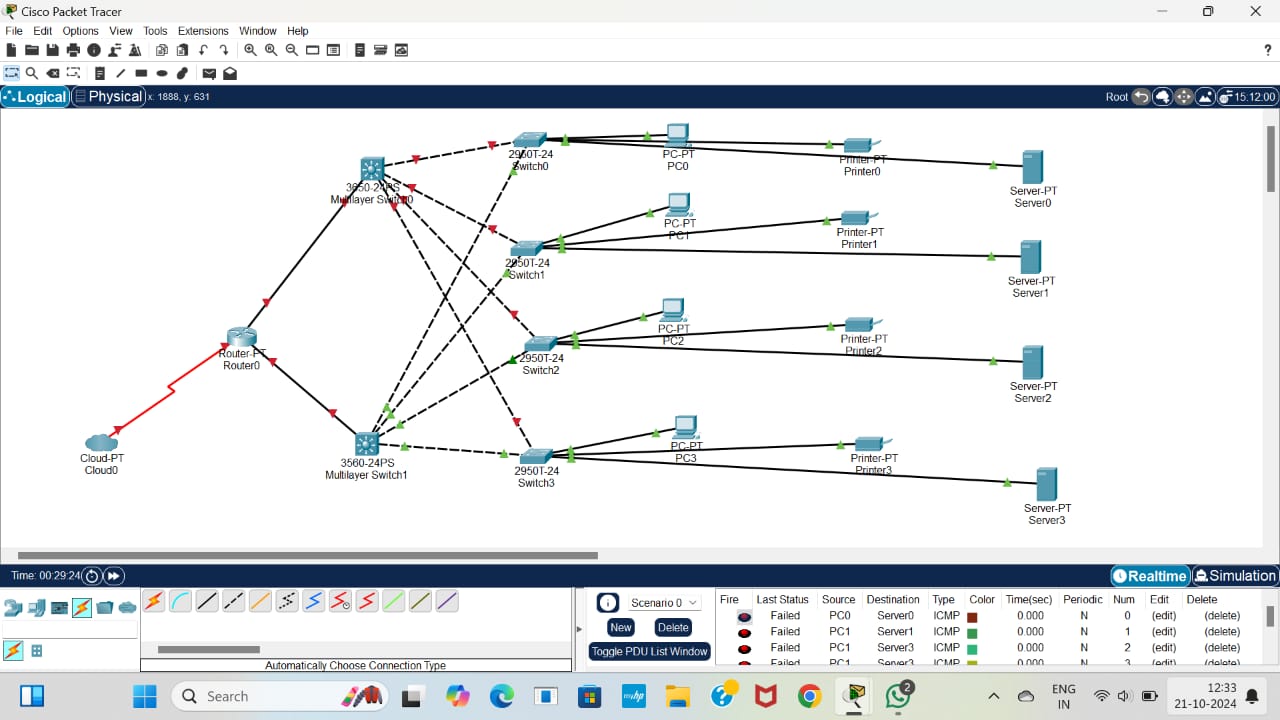 Cisco Packet Tracer
File Edit Options View Tools Extensions Window Help
?
Logical Physical x: 1888, y: 631
Root 15:12:00
2950T-24
Switch0
PC-PT
PC0
Printer-PT
Printer0
Server-PT
Server0
3650-24PS
Multilayer Switch0
PC-PT
PC1
Printer-PT
Printer1
2950T-24
Switch1
Server-PT
Server1
PC-PT
PC2
Printer-PT
Printer2
Router-PT
Router0
2950T-24
Switch2
Server-PT
Server2
Cloud-PT
Cloud0
3560-24PS
Multilayer Switch1
PC-PT
PC3
Printer-PT
Printer3
2950T-24
Switch3
Server-PT
Server3
Time: 00:29:24
Realtime Simulation
Scenario 0
New Delete
Toggle PDU List Window
Automatically Choose Connection Type
Fire Last Status Source Destination Type Color Time(sec) Periodic Num Edit Delete
Failed PC0 Server0 ICMP 0.000 N 0 (edit) (delete)
Failed PC1 Server1 ICMP 0.000 N 1 (edit) (delete)
Failed PC1 Server3 ICMP 0.000 N 2 (edit) (delete)
Failed PC1 Server3 ICMP 0.000 N 3 (edit) (delete)
Search
myhp
2
ENG
IN
12:33
21-10-2024